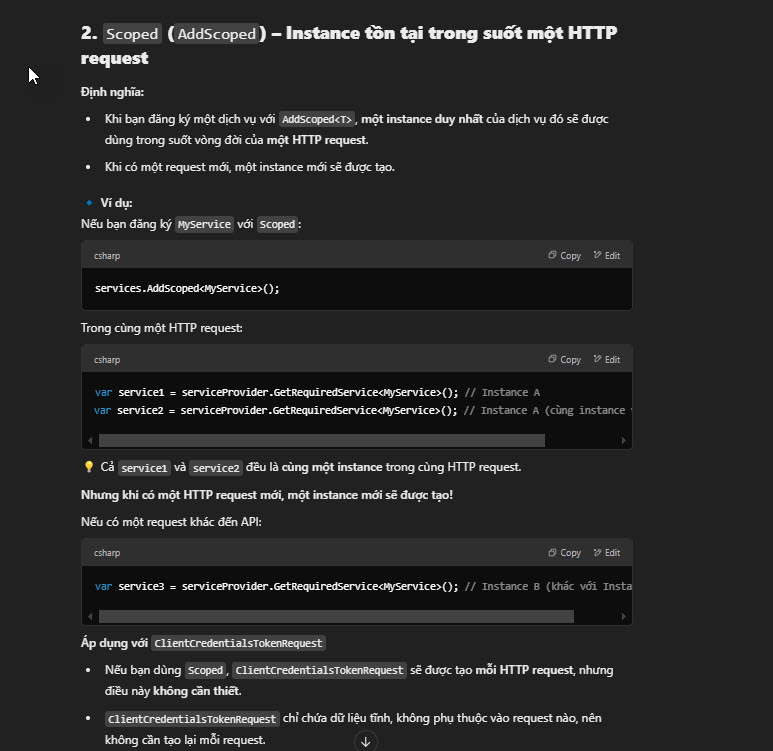 2. Scoped (AddScoped) – Instance tồn tại trong suốt một HTTP
request
Định nghĩa:
• Khi bạn đăng ký một dịch vụ với AddScoped<T>, một instance duy nhất của dịch vụ đó sẽ được
dùng trong suốt vòng đời của một HTTP request.
• Khi có một request mới, một instance mới sẽ được tạo.
🔹 Ví dụ:
Nếu bạn đăng ký MyService với Scoped:
csharp Copy Edit
services.AddScoped<MyService>();
Trong cùng một HTTP request:
csharp Copy Edit
var service1 = serviceProvider.GetRequiredService<MyService>(); // Instance A
var service2 = serviceProvider.GetRequiredService<MyService>(); // Instance A (cùng instance
💡 Cả service1 và service2 đều là cùng một instance trong cùng HTTP request.
Nhưng khi có một HTTP request mới, một instance mới sẽ được tạo!
Nếu có một request khác đến API:
csharp Copy Edit
var service3 = serviceProvider.GetRequiredService<MyService>(); // Instance B (khác với Insta
Áp dụng với ClientCredentialsTokenRequest
• Nếu bạn dùng Scoped, ClientCredentialsTokenRequest sẽ được tạo mỗi HTTP request, nhưng
điều này không cần thiết.
• ClientCredentialsTokenRequest chỉ chứa dữ liệu tĩnh, không phụ thuộc vào request nào, nên
không cần tạo lại mỗi request.